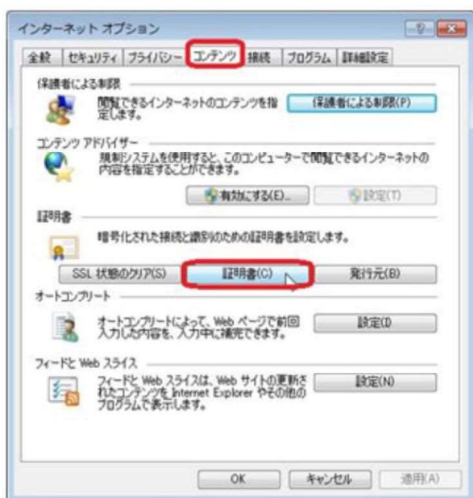 インターネット オプション
全般 セキュリティ プライバシー コンテンツ 接続 プログラム 詳細設定
保護者による制限
閲覧できるインターネットのコンテンツを指
定します。
保護者による制限(P)
コンテンツ アドバイザー
規制システムを使用すると、このコンピューターで閲覧できるインターネットの
内容を指定することができます。
有効にする(E)...
設定(T)
証明書
暗号化された接続と識別のための証明書を設定します。
SSL 状態のクリア(S) 証明書(C) 発行元(B)
オートコンプリート
オートコンプリートによって、Web ページで前回
入力した内容を、入力中に補完できます。
設定(I)
フィードと Web スライス
フィードと Web スライスは、Web サイトの更新さ
れたコンテンツを Internet Explorer やその他の
プログラムで表示します。
設定(N)
OK キャンセル 適用(A)